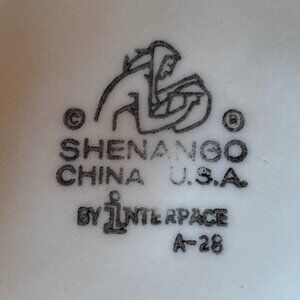 © ®
SHENANGO
CHINA U.S.A.
BY INTERPACE
A-28